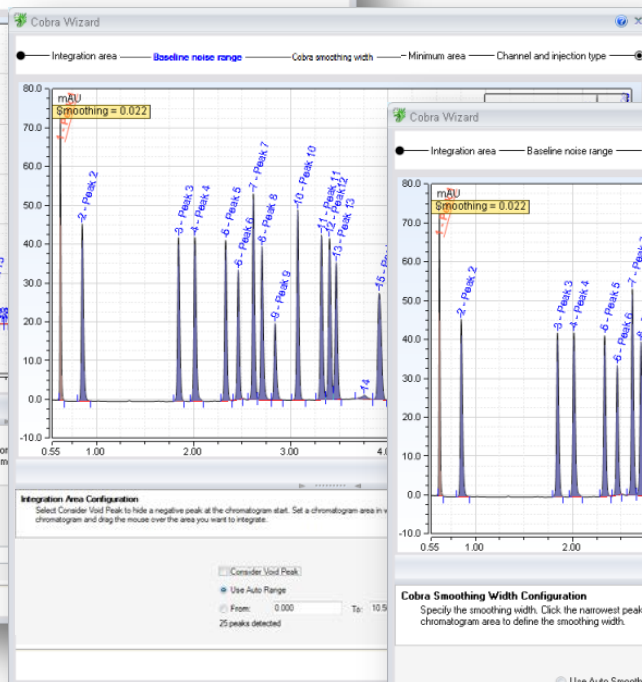 Cobra Wizard
Integration area
Baseline noise range
Cobra smoothing width
Minimum area
Channel and injection type
80.0
70.0
60.0
50.0
40.0
30.0
20.0
10.0
0.0
-10.0
mAU
Smoothing = 0.022
2 - Peak 2
3 - Peak 3
4 - Peak 4
5 - Peak 5
6 - Peak 6
7 - Peak 7
8 - Peak 8
9 - Peak 9
10 - Peak 10
11 - Peak 11
12 - Peak12
13 - Peak 13
14
0.55
1.00
2.00
3.00
Integration Area Configuration
Select Consider Void Peak to hide a negative peak at the chromatogram start. Set a chromatogram area in
chromatogram and drag the mouse over the area you want to integrate.
Consider Void Peak
Use Auto Range
From: 0.000 To: 10.5
25 peaks detected
Cobra Wizard
Integration area
Baseline noise range
80.0
70.0
60.0
50.0
40.0
30.0
20.0
10.0
0.0
-10.0
mAU
Smoothing = 0.022
2 - Peak 2
3 - Peak 3
4 - Peak 4
5 - Peak 5
6 - Peak 6
0.55
1.00
2.00
Cobra Smoothing Width Configuration
Specify the smoothing width. Click the narrowest peak
chromatogram area to define the smoothing width.
Use Auto Smooth